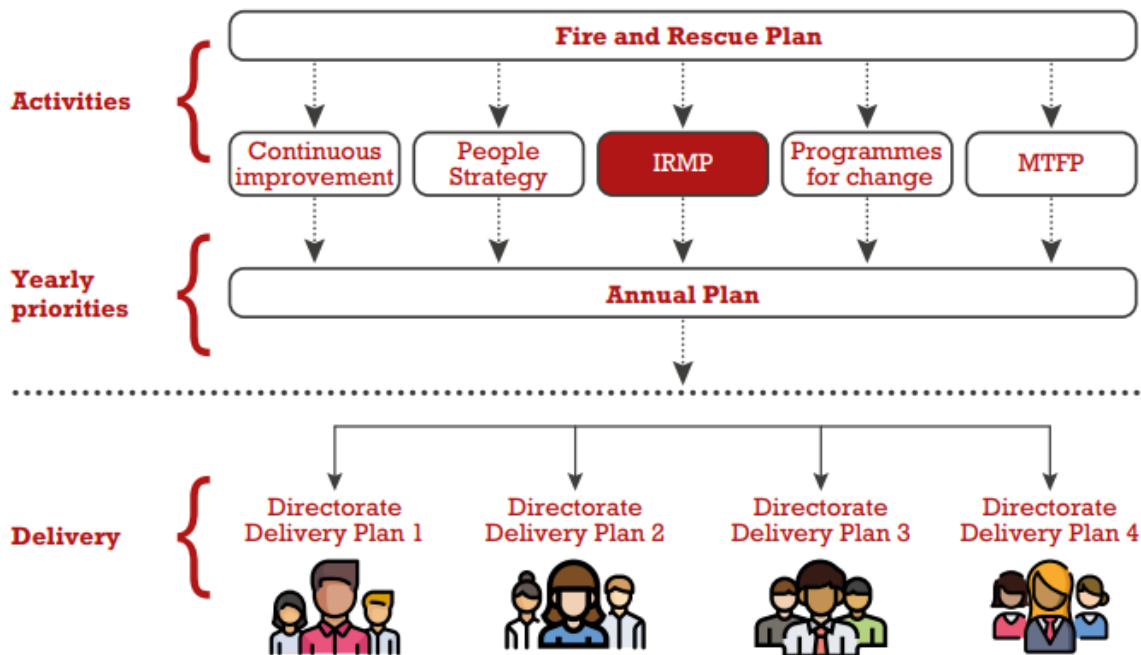 Fire and Rescue Plan
Activities
Continuous
improvement
People
Strategy
IRMP
Programmes
for change
MTFP
Yearly
priorities
Annual Plan
Delivery
Directorate
Delivery Plan 1
Directorate
Delivery Plan 2
Directorate
Delivery Plan 3
Directorate
Delivery Plan 4